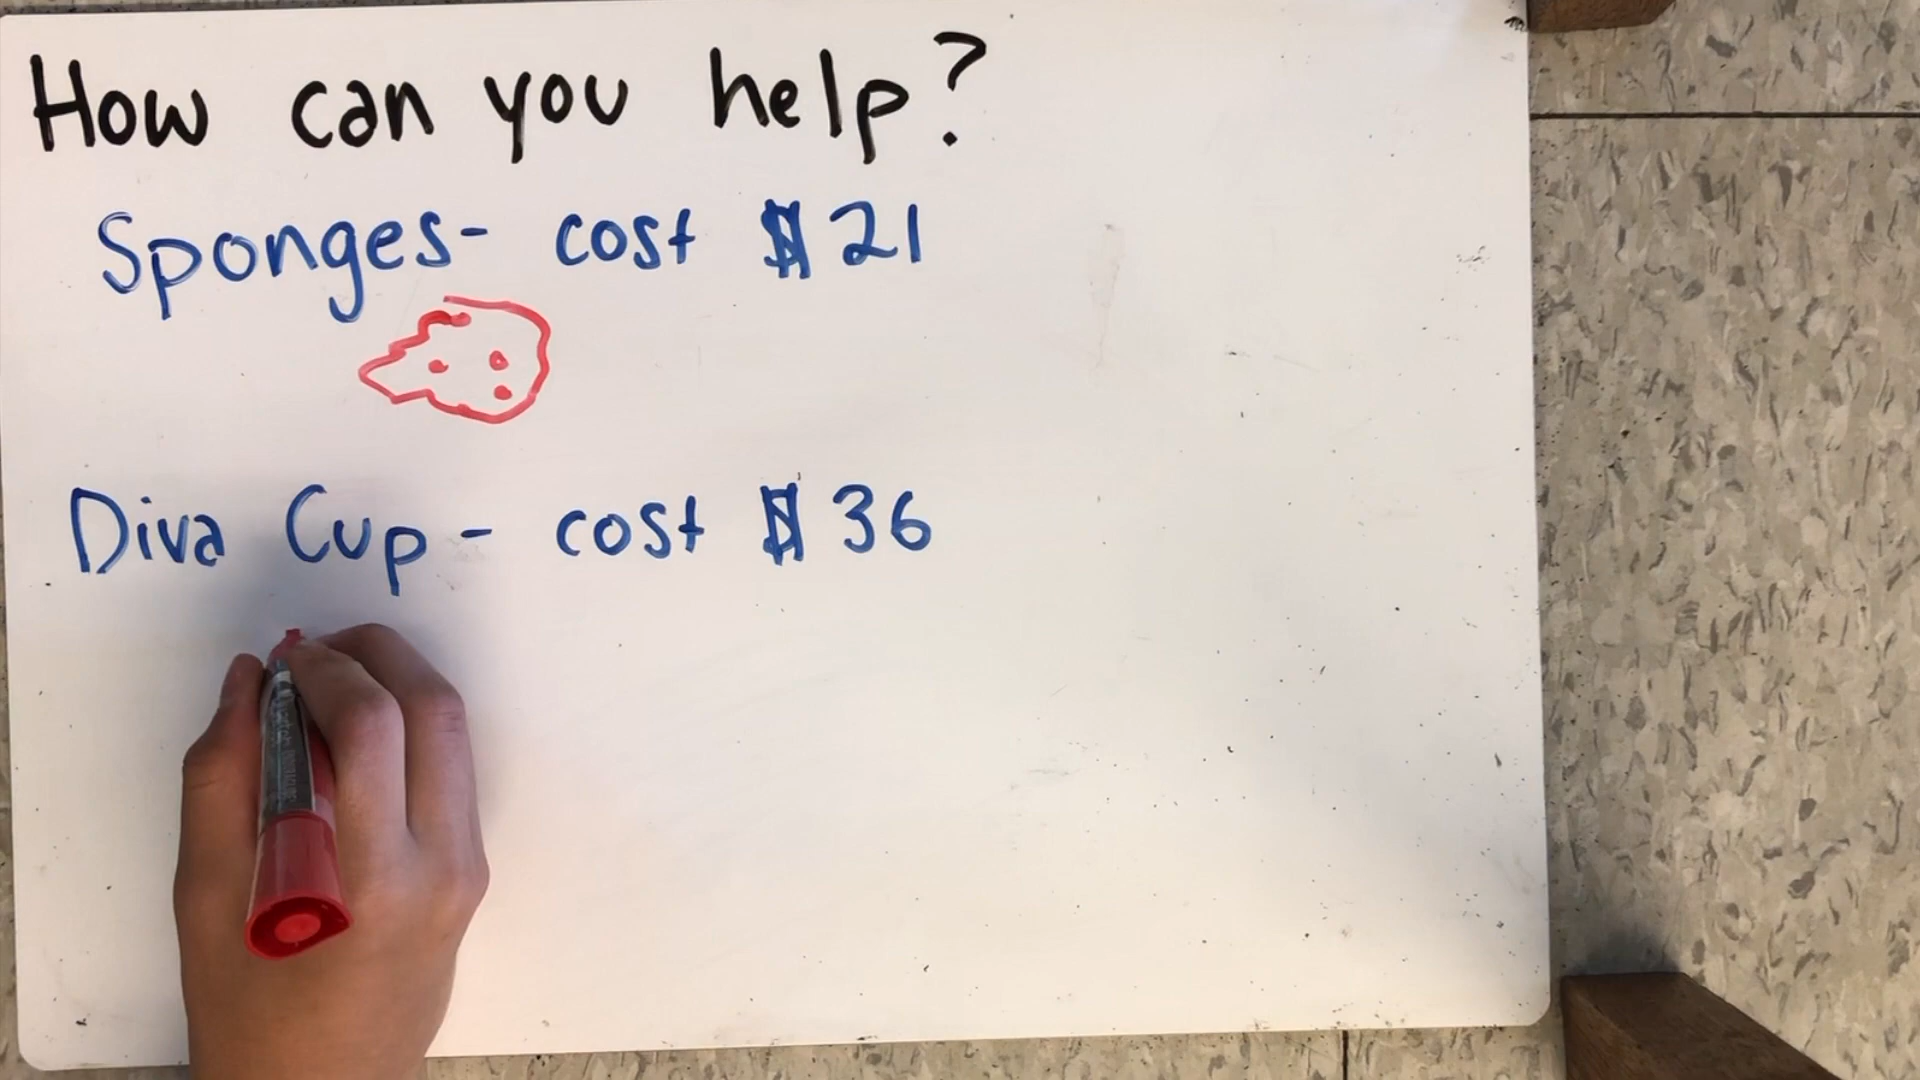 How can you help?
Sponges- cost $21
Diva Cup - cost $36